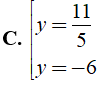 C. [y = 11/5
y = −6